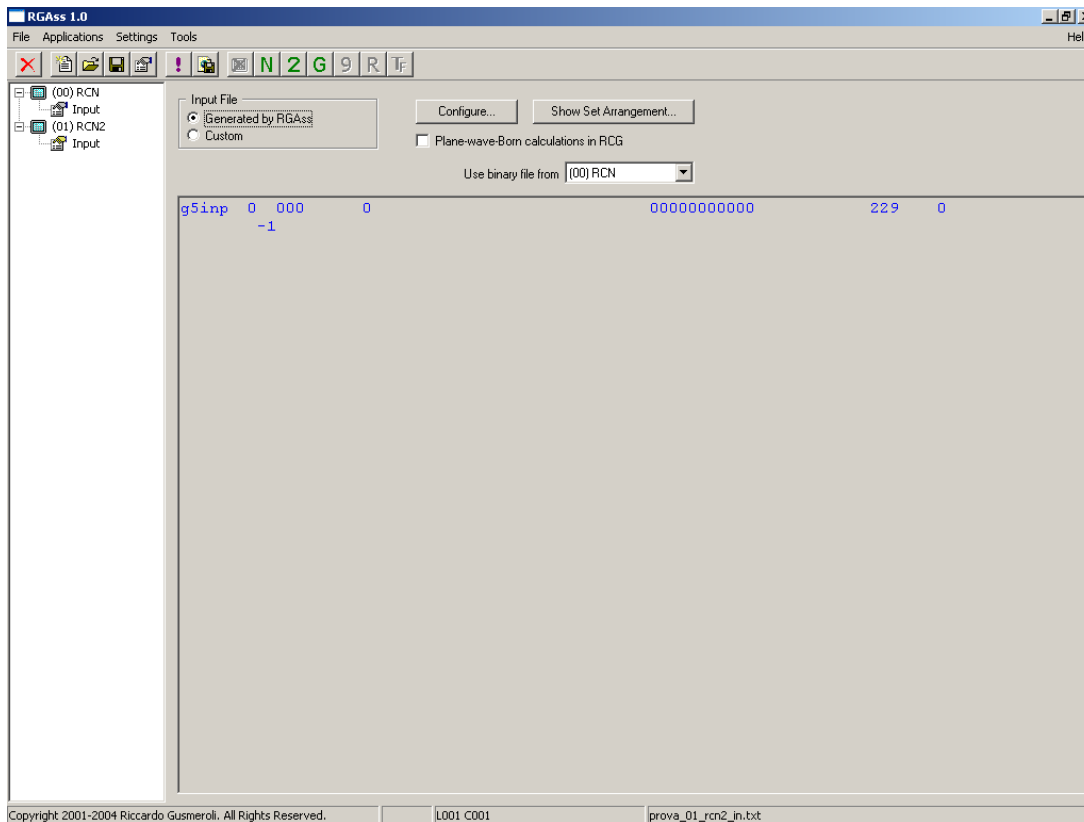 RGAss 1.0
File Applications Settings Tools Hel
N 2 G 9 R TF
(00) RCN
Input
(01) RCN2
Input
Input File
Generated by RGAss
Custom
Configure... Show Set Arrangement...
Plane-wave-Born calculations in RCG
Use binary file from (00) RCN
g5inp 0 000 0 00000000000 229 0
-1
Copyright 2001-2004 Riccardo Gusmeroli. All Rights Reserved. L001 C001 prova_01_rcn2_in.txt